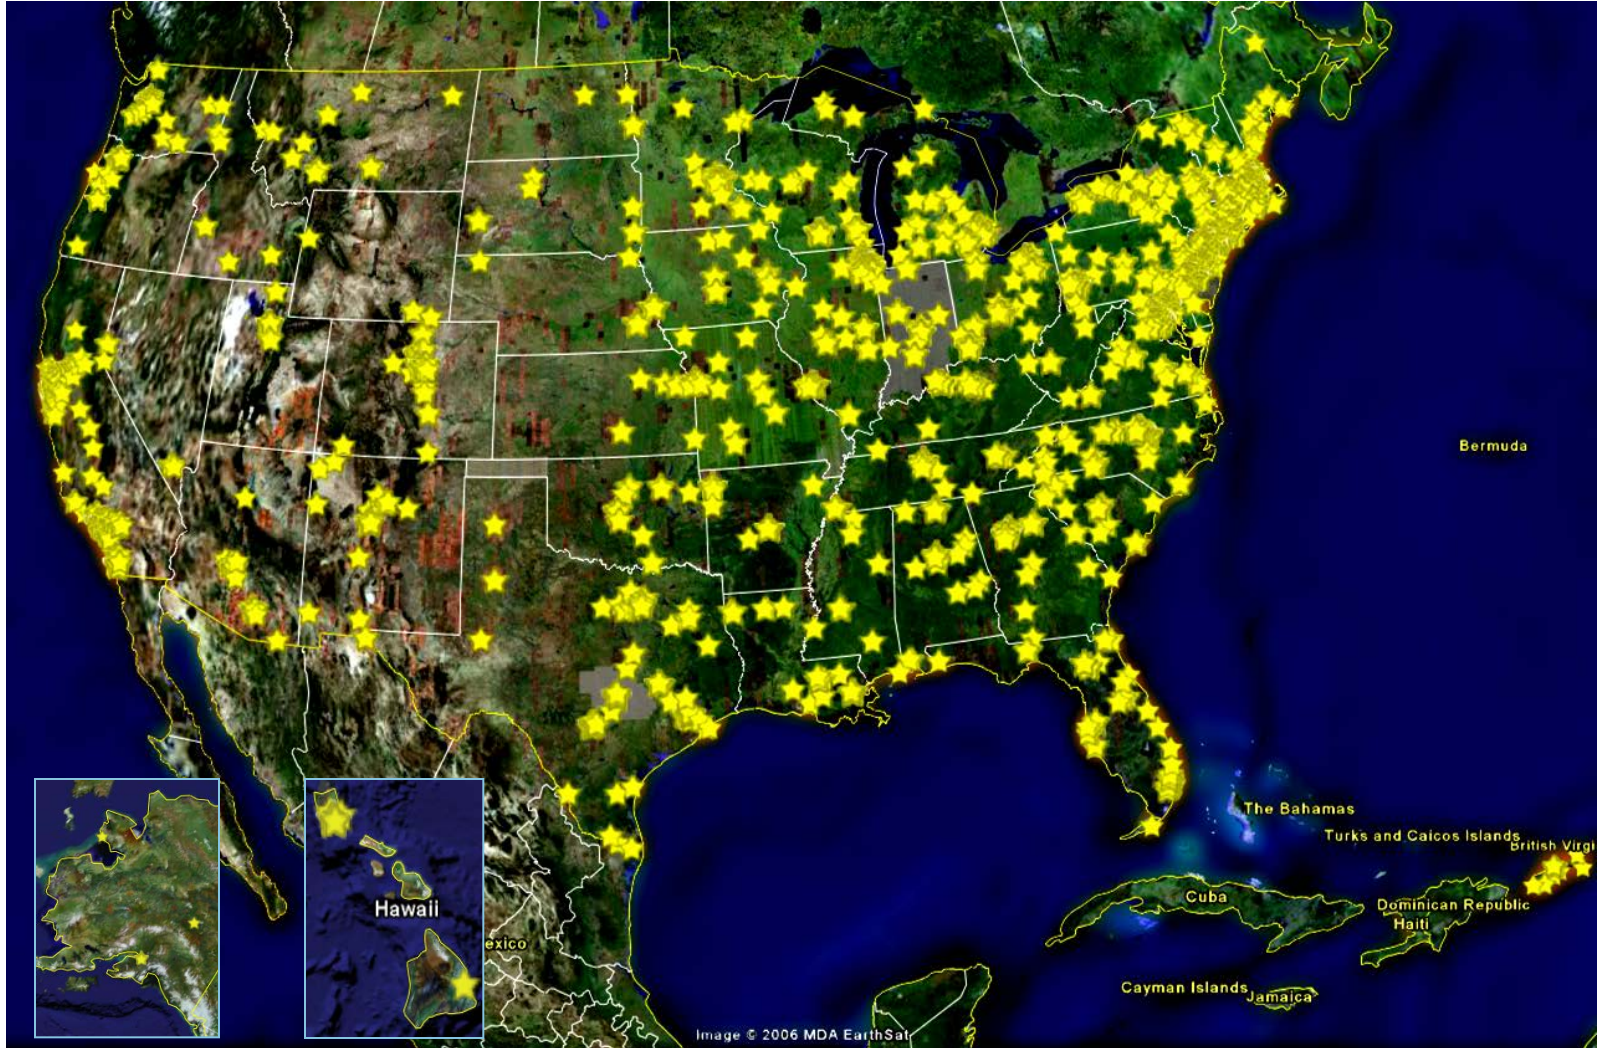 Bermuda
The Bahamas
Turks and Caicos Islands
British Virgi
Cuba
Dominican Republic
Haiti
Hawaii
exico
Cayman Islands
Jamaica
Image © 2006 MDA EarthSat